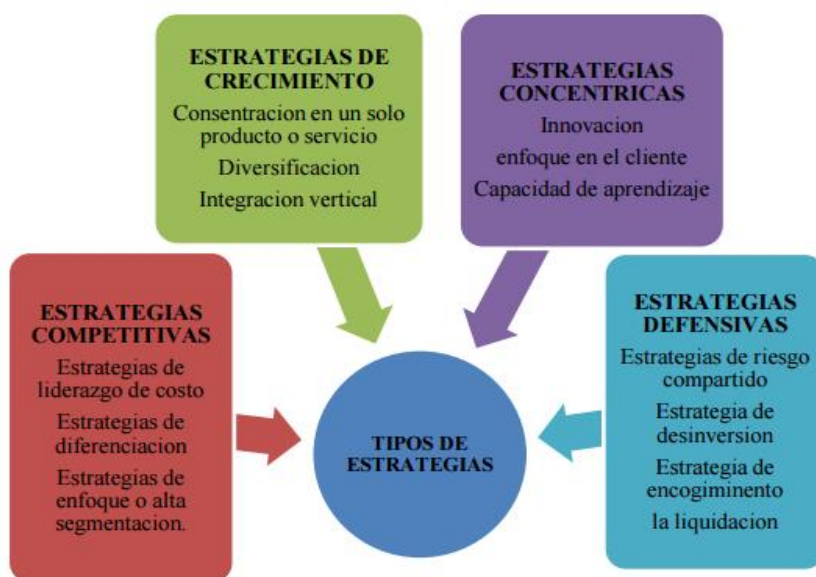 ESTRATEGIAS DE
CRECIMIENTO
Consentracion en un solo
producto o servicio
Diversificacion
Integracion vertical
ESTRATEGIAS
CONCENTRICAS
Innovacion
enfoque en el cliente
Capacidad de aprendizaje
ESTRATEGIAS
COMPETITIVAS
Estrategias de
liderazgo de costo
Estrategias de
diferenciacion
Estrategias de
enfoque o alta
segmentacion.
ESTRATEGIAS
DEFENSIVAS
Estrategias de riesgo
compartido
Estrategia de
desinversion
Estrategia de
encogiminento
la liquidacion
TIPOS DE
ESTRATEGIAS